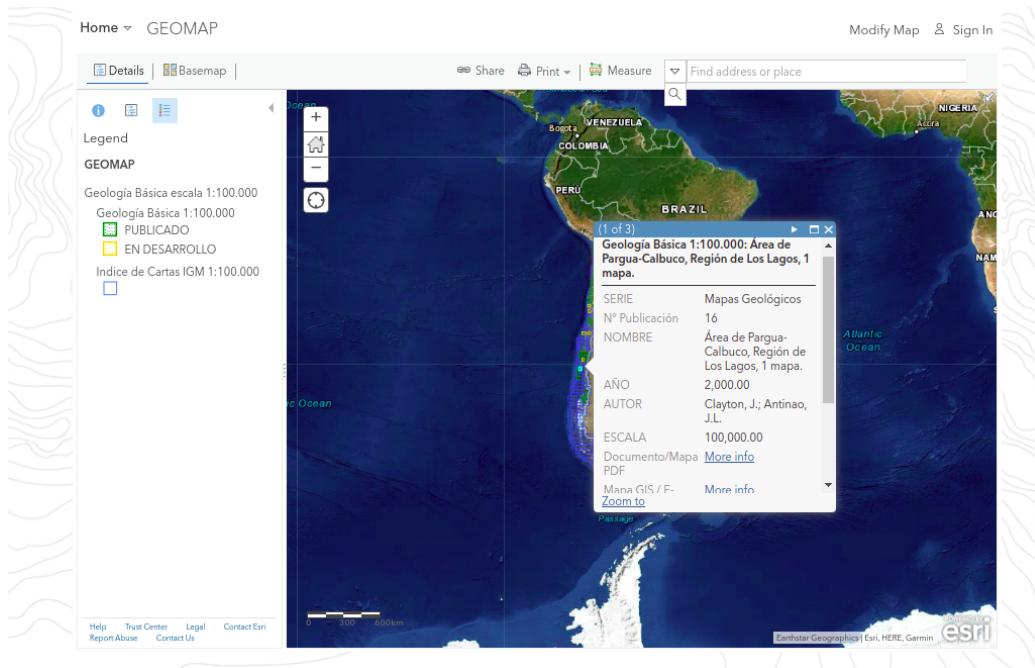 Home GEOMAP
Modify Map Sign In
Details Basemap
Share Print Measure Find address or place
Legend
GEOMAP
Geología Básica escala 1:100.000
Geología Básica 1:100.000
PUBLICADO
EN DESARROLLO
Indice de Cartas IGM 1:100.000
Help Trust Center Legal Contact Esri
Report Abuse Contact Us
Ocean
VENEZUELA
Bogota
COLOMBIA
PERÚ
BRAZIL
NIGERIA
Accra
Atlantic
Ocean
Ocean
Passage
(1 of 3)
Geología Básica 1:100.000: Área de
Pargua-Calbuco, Región de Los Lagos, 1
mapa.
SERIE Mapas Geológicos
N° Publicación 16
NOMBRE Área de Pargua-
Calbuco, Región de
Los Lagos, 1 mapa.
AÑO 2,000.00
AUTOR Clayton, J.; Antinao,
J.L.
ESCALA 100,000.00
Documento/Mapa More info
PDF
Mapa GIS / E- More info
Zoom to
0 300 600km
Earthstar Geographics | Esri, HERE, Garmin
esri